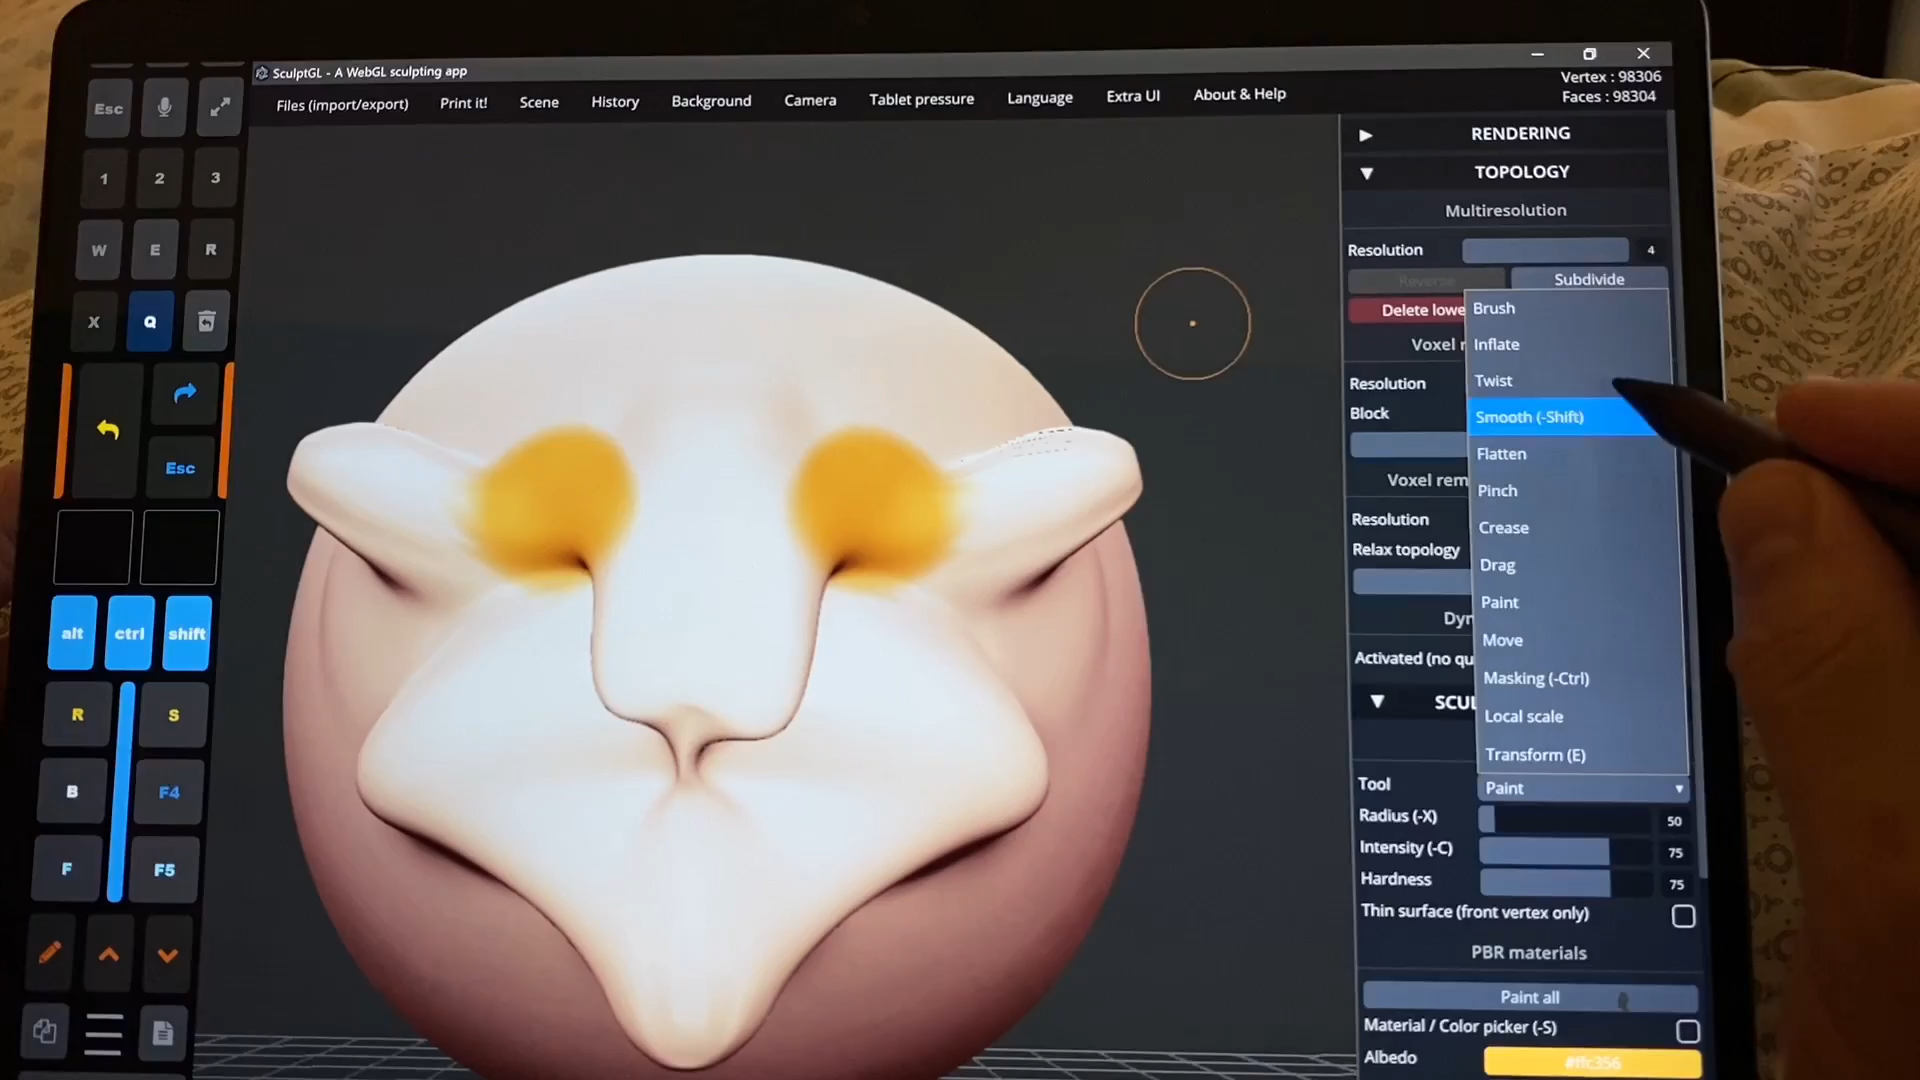 SculptGL - A WebGL sculpting app
Vertex : 98306
Faces : 98304
Files (import/export) Print it! Scene History Background Camera Tablet pressure Language Extra UI About & Help
Esc
1 2 3
W E R
X Q
Esc
alt ctrl shift
R S
B F4
F F5
RENDERING
TOPOLOGY
Multiresolution
Resolution 4
Reverse Subdivide
Delete lowe
Voxel r
Resolution
Block
Voxel rem
Resolution
Relax topology
Dyn
Activated (no qu
SCUL
Brush
Inflate
Twist
Smooth (-Shift)
Flatten
Pinch
Crease
Drag
Paint
Move
Masking (-Ctrl)
Local scale
Transform (E)
Tool Paint
Radius (-X) 50
Intensity (-C) 75
Hardness 75
Thin surface (front vertex only)
PBR materials
Paint all
Material / Color picker (-S)
Albedo #ffc356